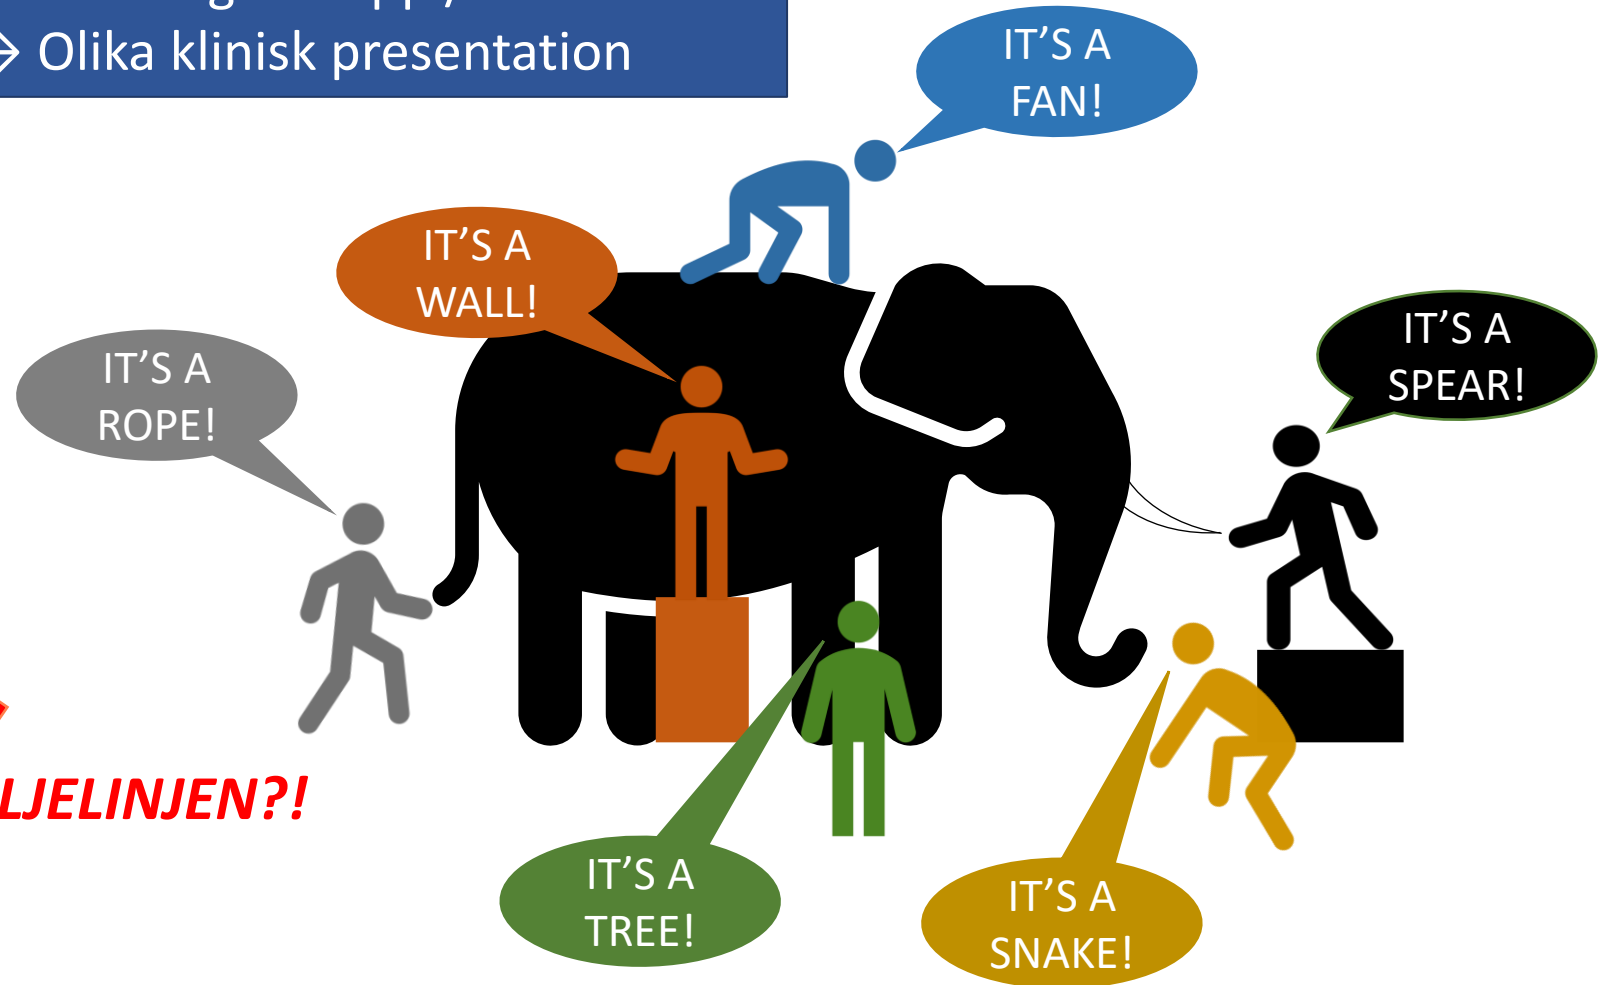 → Olika klinisk presentation
IT'S A
FAN!
IT'S A
WALL!
IT'S A
SPEAR!
IT'S A
ROPE!
LJELINJEN?!
IT'S A
TREE!
IT'S A
SNAKE!